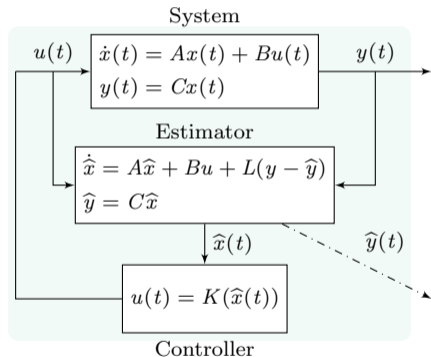 System
u(t)
ẋ(t) = Ax(t) + Bu(t)
y(t) = Cx(t)
y(t)
Estimator
x̂̇ = Ax̂ + Bu + L(y − ŷ)
ŷ = Cx̂
x̂(t)
ŷ(t)
u(t) = K(x̂(t))
Controller